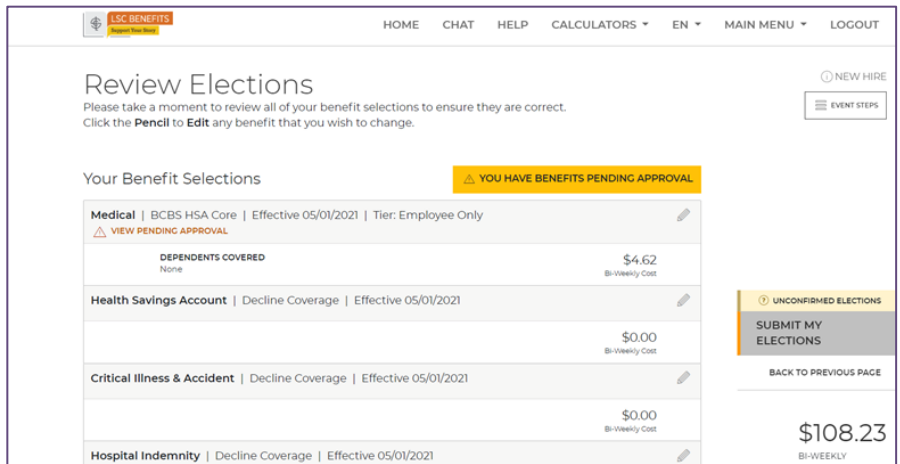 LSC BENEFITS
Support Your Story
HOME CHAT HELP CALCULATORS EN MAIN MENU LOGOUT
Review Elections
Please take a moment to review all of your benefit selections to ensure they are correct.
Click the Pencil to Edit any benefit that you wish to change.
NEW HIRE
EVENT STEPS
Your Benefit Selections
YOU HAVE BENEFITS PENDING APPROVAL
Medical | BCBS HSA Core | Effective 05/01/2021 | Tier: Employee Only
VIEW PENDING APPROVAL
DEPENDENTS COVERED
None
$4.62
Bi-Weekly Cost
Health Savings Account | Decline Coverage | Effective 05/01/2021
$0.00
Bi-Weekly Cost
Critical Illness & Accident | Decline Coverage | Effective 05/01/2021
$0.00
Bi-Weekly Cost
Hospital Indemnity | Decline Coverage | Effective 05/01/2021
UNCONFIRMED ELECTIONS
SUBMIT MY
ELECTIONS
BACK TO PREVIOUS PAGE
$108.23
BI-WEEKLY